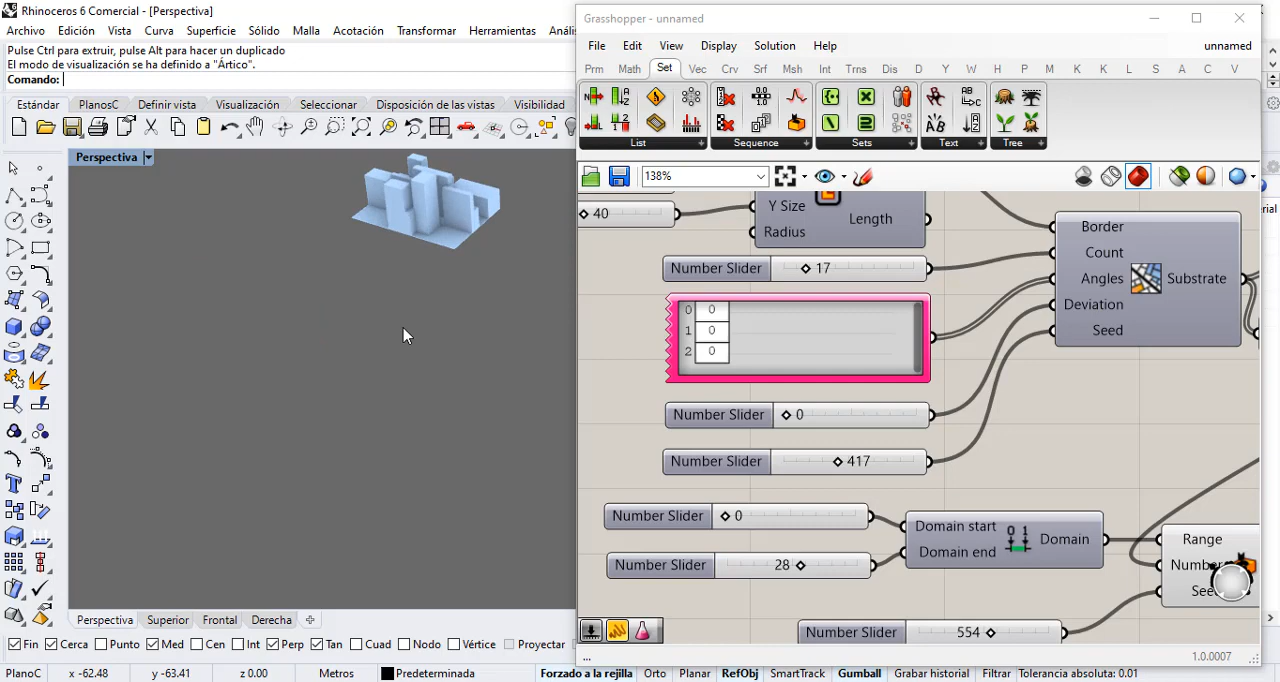 Rhinoceros 6 Comercial - [Perspectiva]
Archivo Edición Vista Curva Superficie Sólido Malla Acotación Transformar Herramientas Análi
Pulse Ctrl para extruir, pulse Alt para hacer un duplicado
El modo de visualización se ha definido a "Ártico".
Comando:
Estándar PlanosC Definir vista Visualización Seleccionar Disposición de las vistas Visibilidad
Perspectiva
Perspectiva Superior Frontal Derecha
Fin Cerca Punto Med Cen Int Perp Tan Cuad Nodo Vértice Proyectar
PlanoC x -62.48 y -63.41 z 0.00 Metros Predeterminada Forzado a la rejilla Orto Planar RefObj SmartTrack Gumball Grabar historial Filtrar Tolerancia absoluta: 0.01
Grasshopper - unnamed
File Edit View Display Solution Help unnamed
Prm Math Set Vec Crv Srf Msh Int Trns Dis D Y W H P M K K L S A C V
List Sequence Sets Text Tree
138%
40
Y Size
Radius
Length
Number Slider 17
0 0
1 0
2 0
Number Slider 0
Number Slider 417
Border
Count
Angles
Deviation
Seed
Substrate
Number Slider 0
Number Slider 28
Domain start
Domain end
Domain
Range
Number
See
Number Slider 554
...
1.0.0007